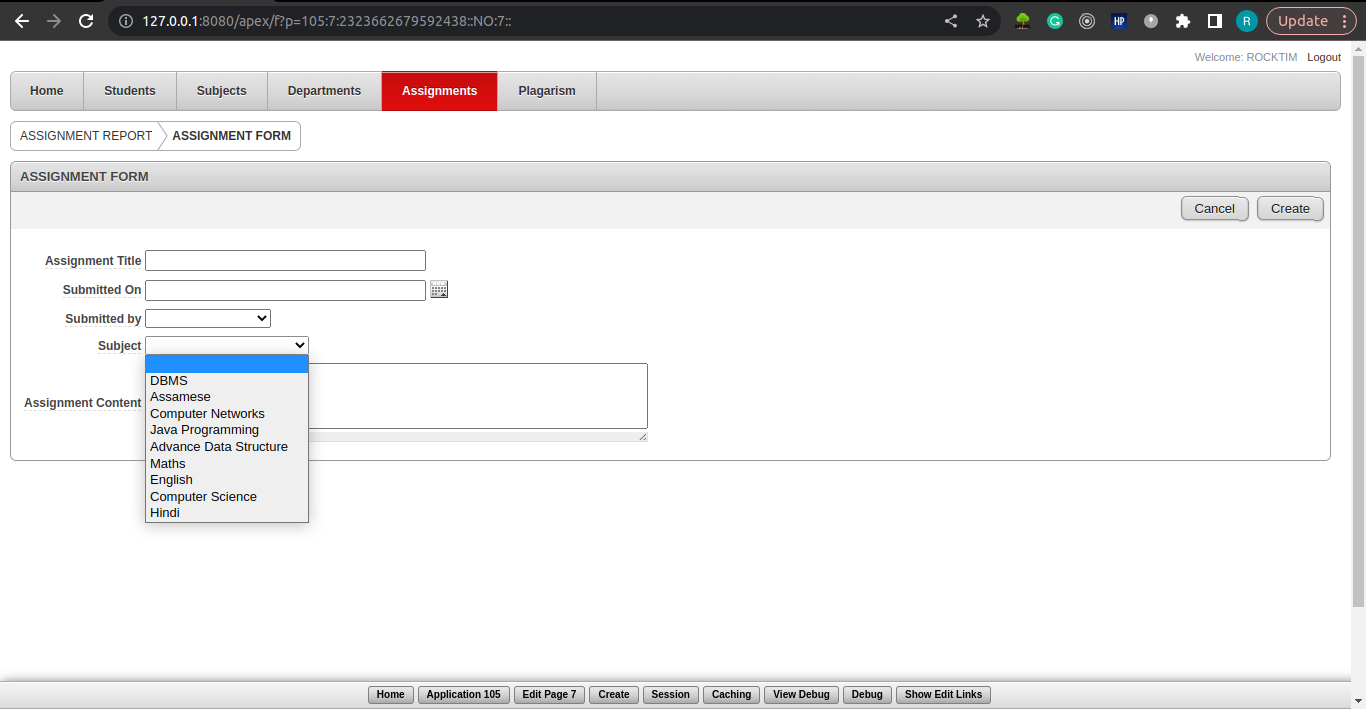 127.0.0.1:8080/apex/f?p=105:7:2323662679592438::NO:7::
HP
R
Update
Welcome: ROCKTIM Logout
Home Students Subjects Departments Assignments Plagarism
ASSIGNMENT REPORT ASSIGNMENT FORM
ASSIGNMENT FORM
Cancel Create
Assignment Title
Submitted On
Submitted by
Subject
DBMS
Assamese
Assignment Content
Computer Networks
Java Programming
Advance Data Structure
Maths
English
Computer Science
Hindi
Home Application 105 Edit Page 7 Create Session Caching View Debug Debug Show Edit Links